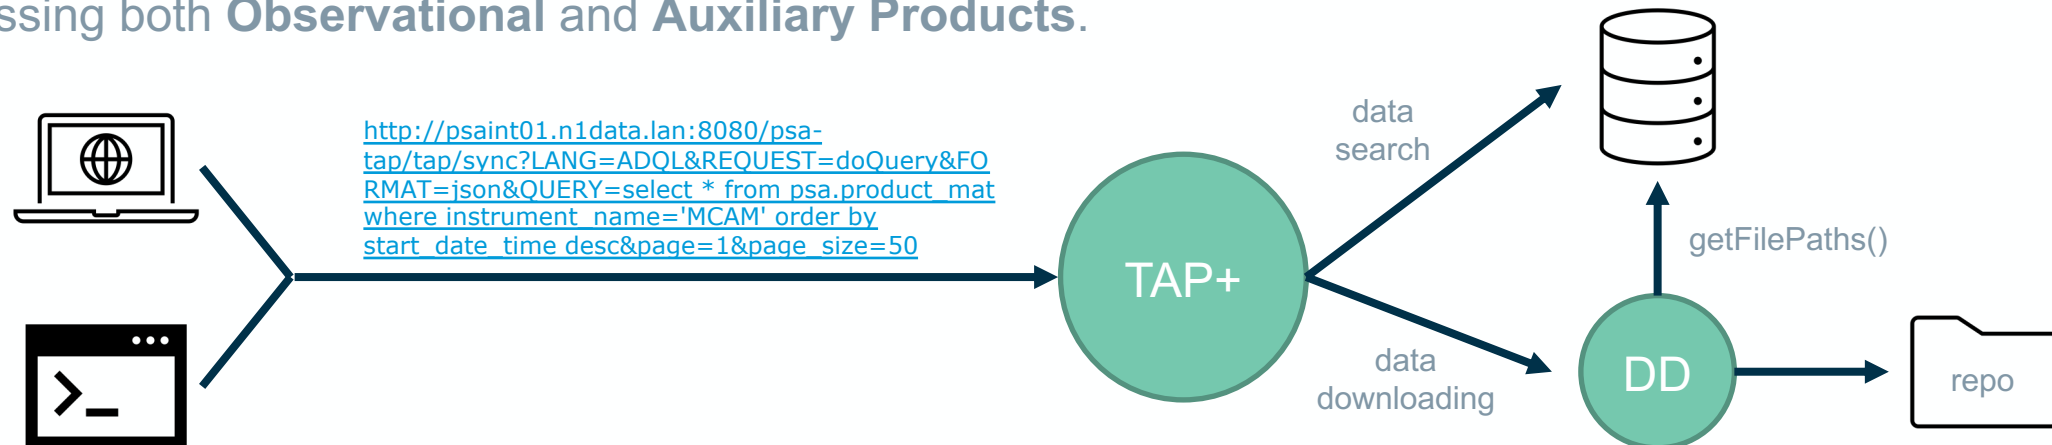 ssing both Observational and Auxiliary Products.
http://psaint01.n1data.lan:8080/psa-
tap/tap/sync?LANG=ADQL&REQUEST=doQuery&FO
RMAT=json&QUERY=select * from psa.product_mat
where instrument_name='MCAM' order by
start_date_time desc&page=1&page_size=50
TAP+
data
search
getFilePaths()
data
downloading
DD
repo